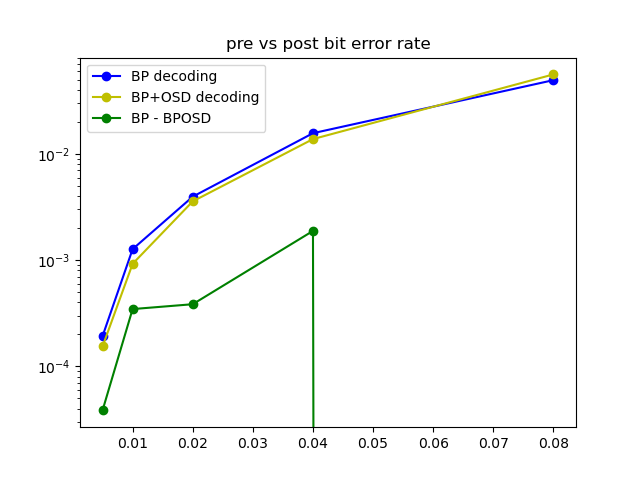 pre vs post bit error rate
BP decoding
BP+OSD decoding
BP - BPOSD
10⁻²
10⁻³
10⁻⁴
0.01 0.02 0.03 0.04 0.05 0.06 0.07 0.08